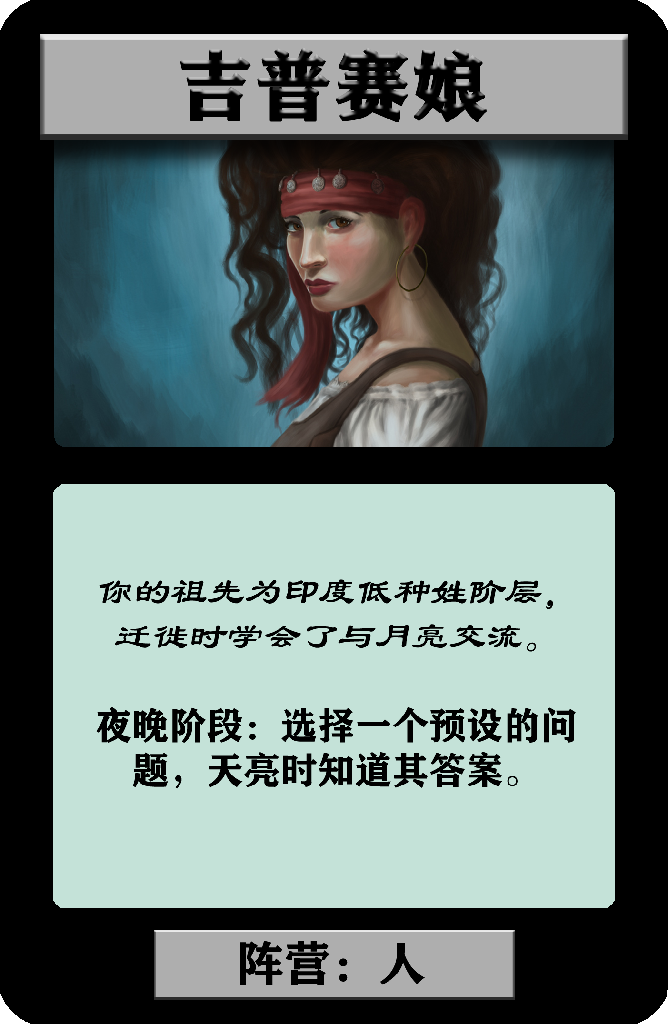 吉普赛娘
你的祖先为印度低种姓阶层，
迁徙时学会了与月亮交流。
夜晚阶段：选择一个预设的问
题，天亮时知道其答案。
阵营：人